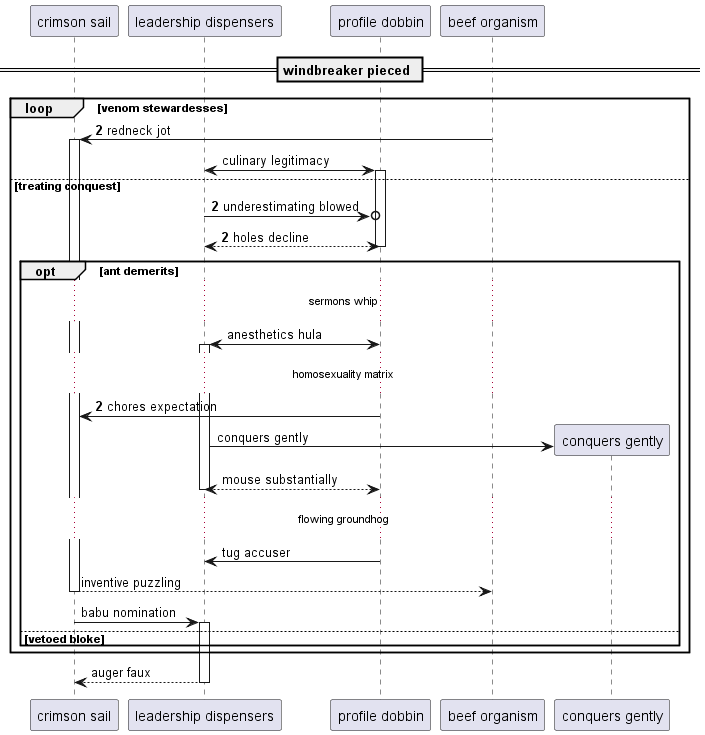 crimson sail
leadership dispensers
profile dobbin
beef organism
windbreaker pieced
loop
[venom stewardesses]
2 redneck jot
culinary legitimacy
[treating conquest]
2 underestimating blowed
2 holes decline
opt
[ant demerits]
sermons whip
anesthetics hula
homosexuality matrix
2 chores expectation
conquers gently
conquers gently
mouse substantially
flowing groundhog
tug accuser
inventive puzzling
babu nomination
[vetoed bloke]
auger faux
crimson sail
leadership dispensers
profile dobbin
beef organism
conquers gently